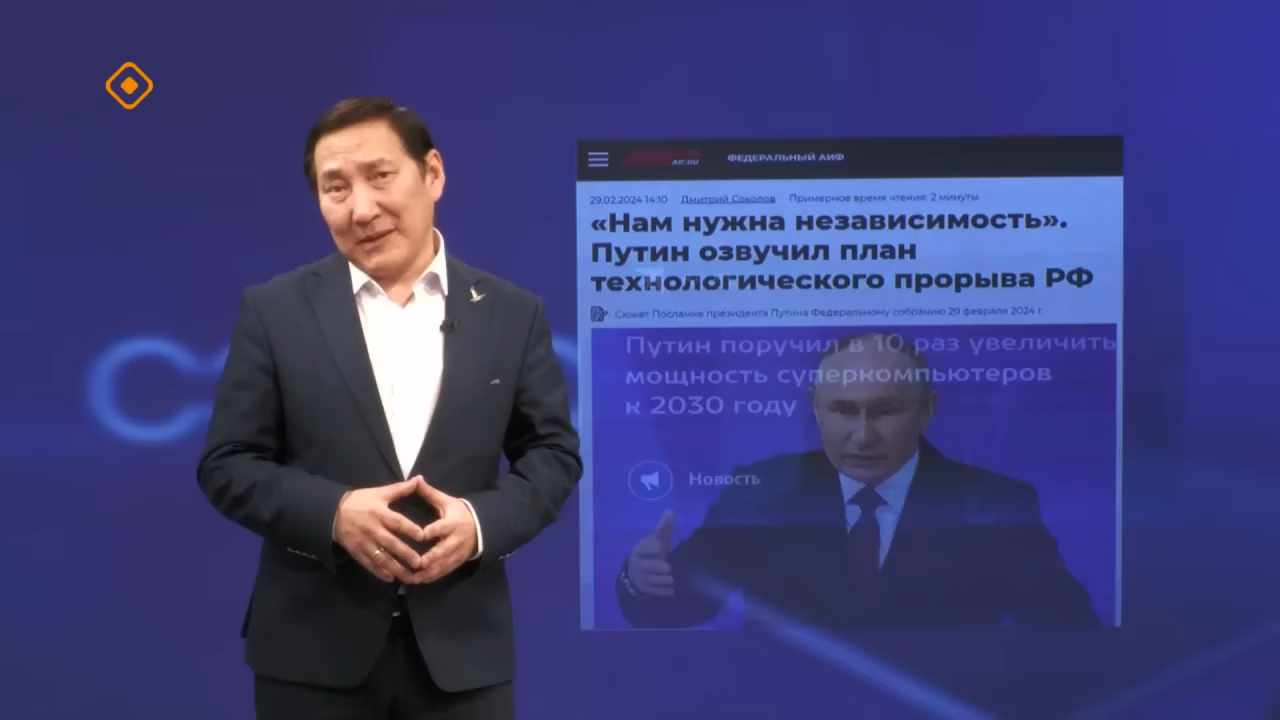 AIF.RU
ФЕДЕРАЛЬНЫЙ АИФ
29.02.2024 14:10 Дмитрий Соколов Примерное время чтения: 2 минуты
«Нам нужна независимость».
Путин озвучил план
технологического прорыва РФ
Сюжет Послание президента Путина Федеральному собранию 29 февраля 2024 г.
Путин поручил в 10 раз увеличить
мощность суперкомпьютеров
к 2030 году
Новость